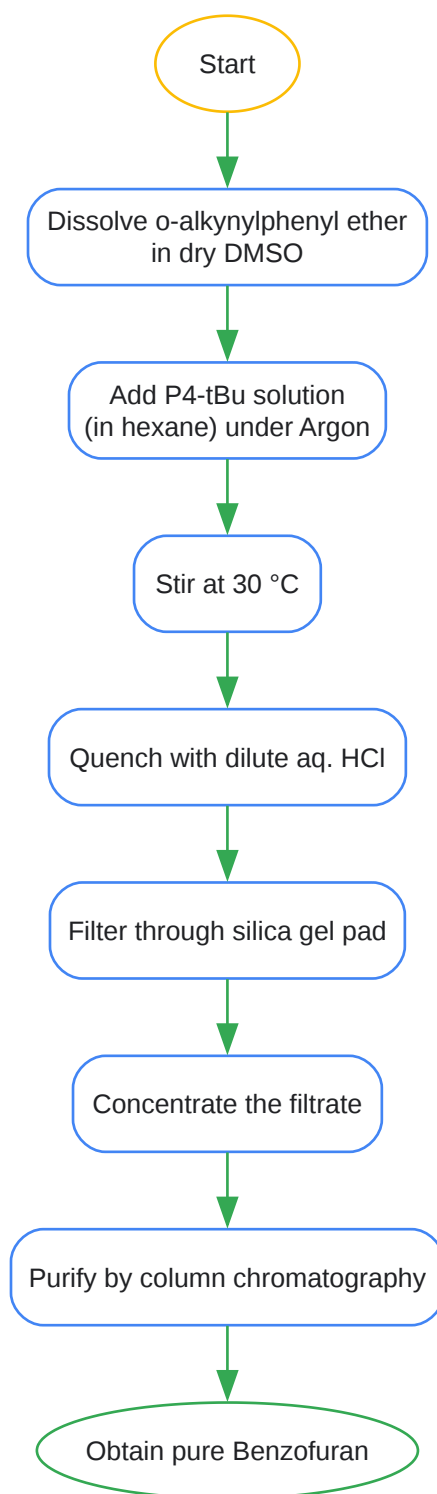 Start
Dissolve o-alkynylphenyl ether
in dry DMSO
Add P4-tBu solution
(in hexane) under Argon
Stir at 30 °C
Quench with dilute aq. HCl
Filter through silica gel pad
Concentrate the filtrate
Purify by column chromatography
Obtain pure Benzofuran